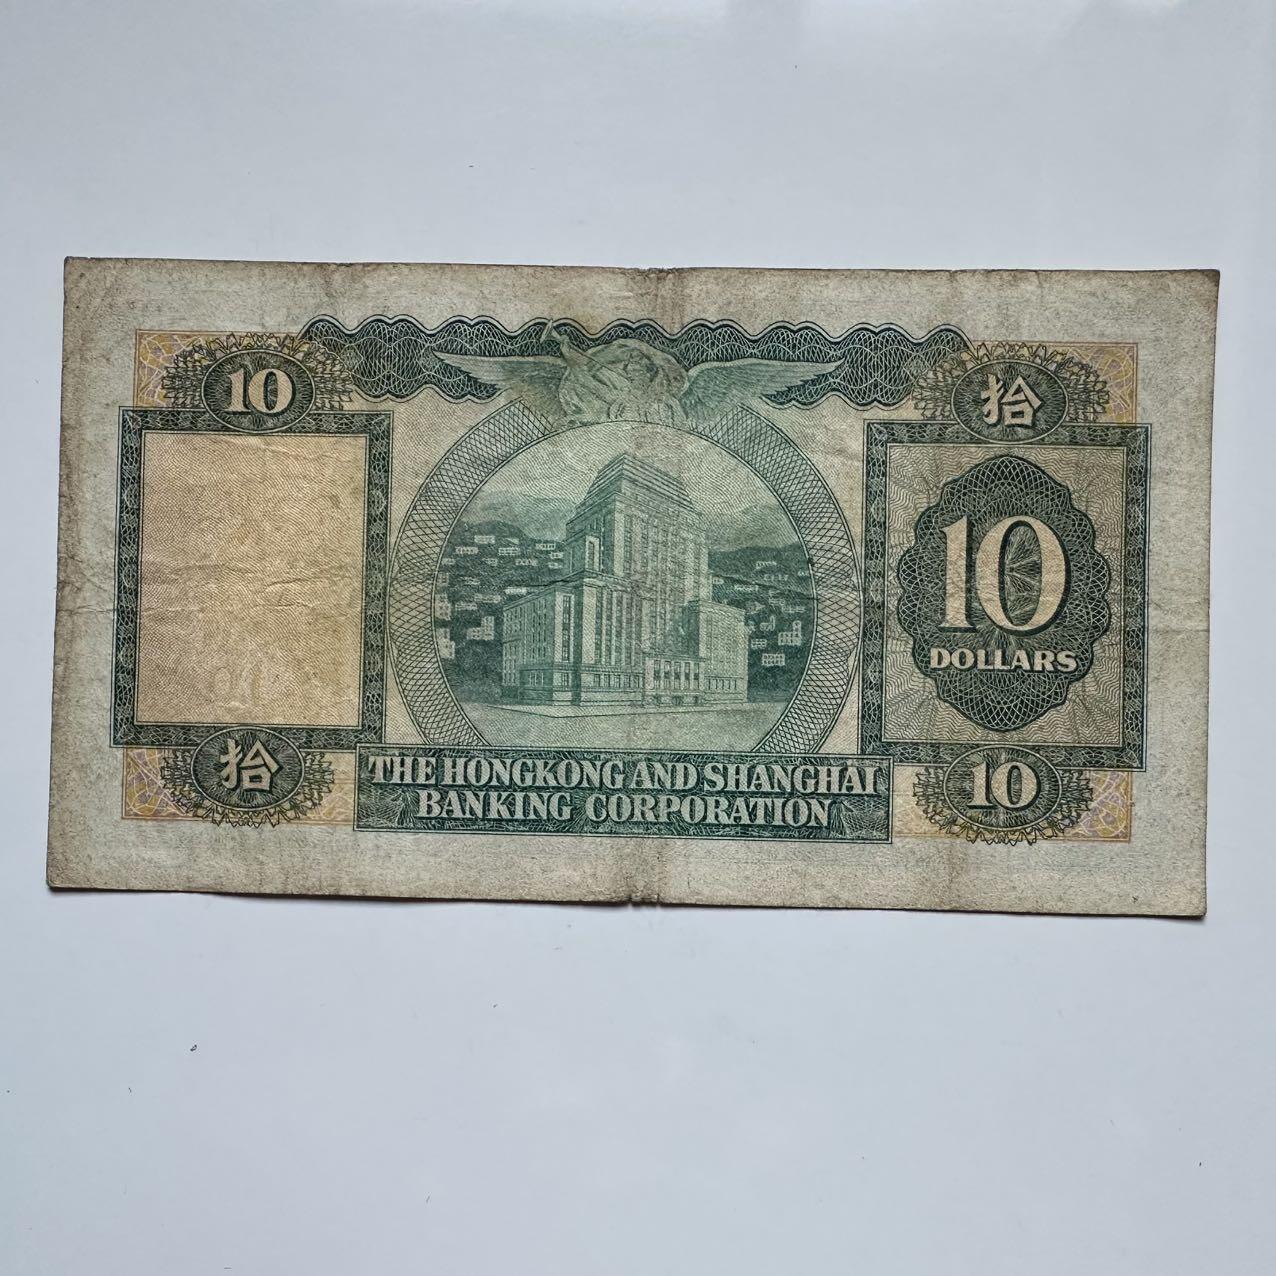 10
拾
10
DOLLARS
拾
10
THE HONGKONG AND SHANGHAI
BANKING CORPORATION